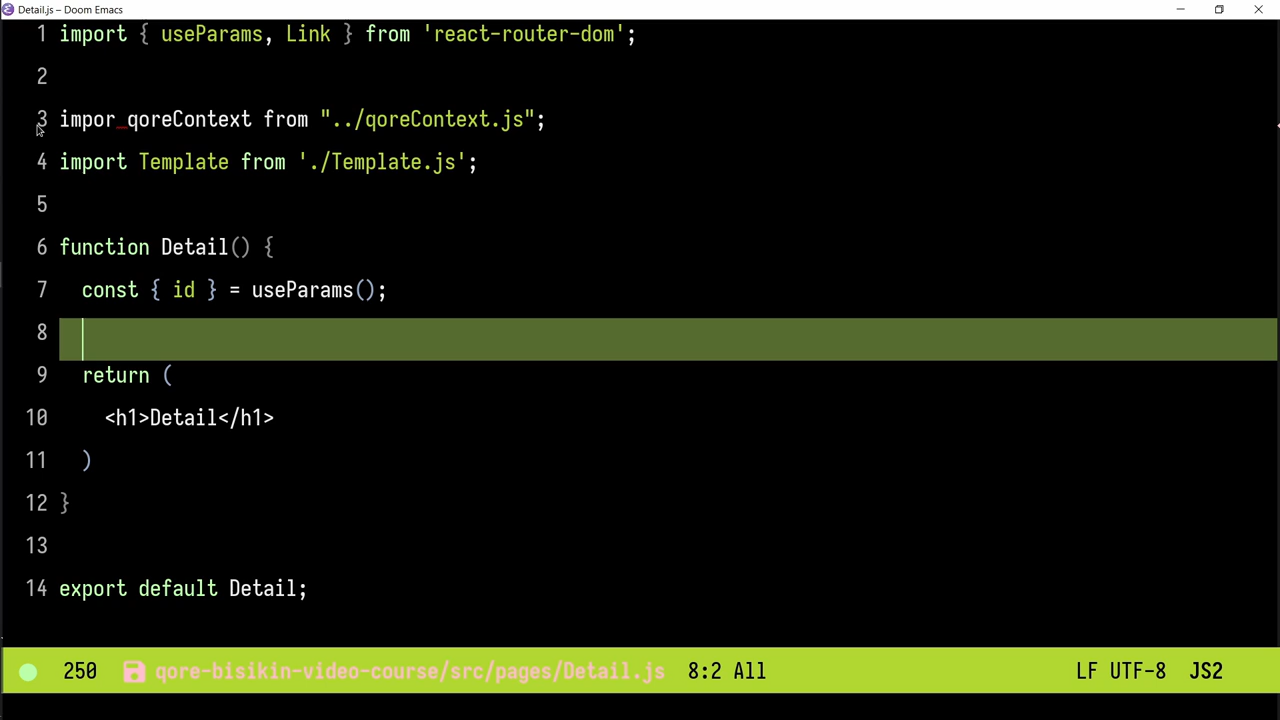 Detail.js – Doom Emacs
1 import { useParams, Link } from 'react-router-dom';
2
3 impor_qoreContext from "../qoreContext.js";
4 import Template from './Template.js';
5
6 function Detail() {
7 const { id } = useParams();
8
9 return (
10 <h1>Detail</h1>
11 )
12 }
13
14 export default Detail;
250 qore-bisikin-video-course/src/pages/Detail.js 8:2 All LF UTF-8 JS2